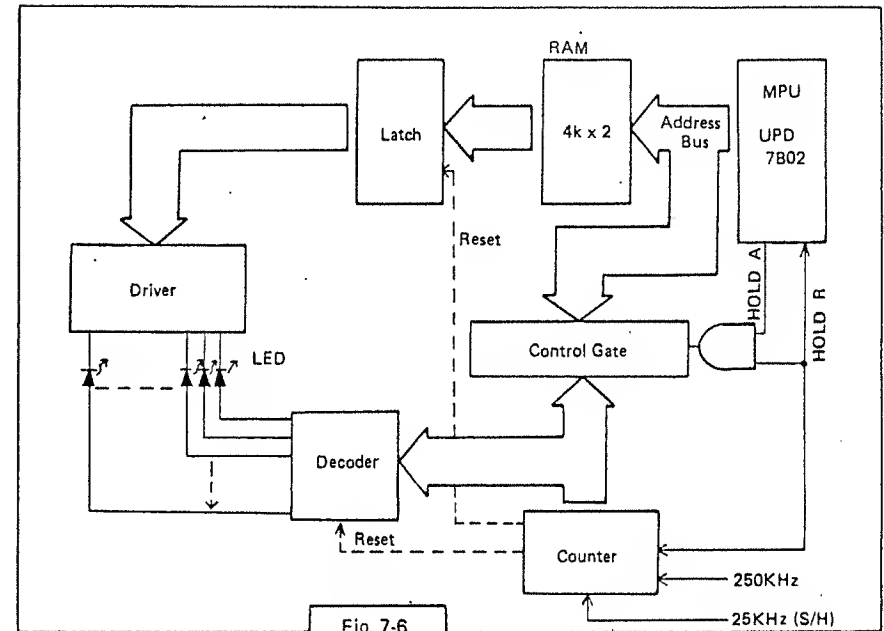 RAM
MPU
UPD
7802
Latch
4k x 2
Address
Bus
Reset
HOLD A
HOLD R
Driver
LED
Control Gate
Decoder
Reset
Counter
250KHz
25KHz (S/H)
Fig. 7-6